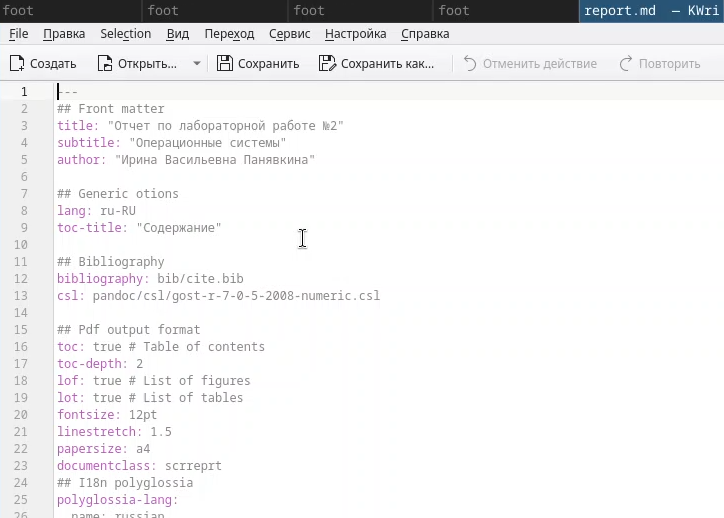 foot foot foot foot report.md — KWri
File Правка Selection Вид Переход Сервис Настройка Справка
Создать Открыть... Сохранить Сохранить как... Отменить действие Повторить
1 ---
2 ## Front matter
3 title: "Отчет по лабораторной работе №2"
4 subtitle: "Операционные системы"
5 author: "Ирина Васильевна Панявкина"
6
7 ## Generic otions
8 lang: ru-RU
9 toc-title: "Содержание"
10
11 ## Bibliography
12 bibliography: bib/cite.bib
13 csl: pandoc/csl/gost-r-7-0-5-2008-numeric.csl
14
15 ## Pdf output format
16 toc: true # Table of contents
17 toc-depth: 2
18 lof: true # List of figures
19 lot: true # List of tables
20 fontsize: 12pt
21 linestretch: 1.5
22 papersize: a4
23 documentclass: scrreprt
24 ## I18n polyglossia
25 polyglossia-lang:
26 name: russian